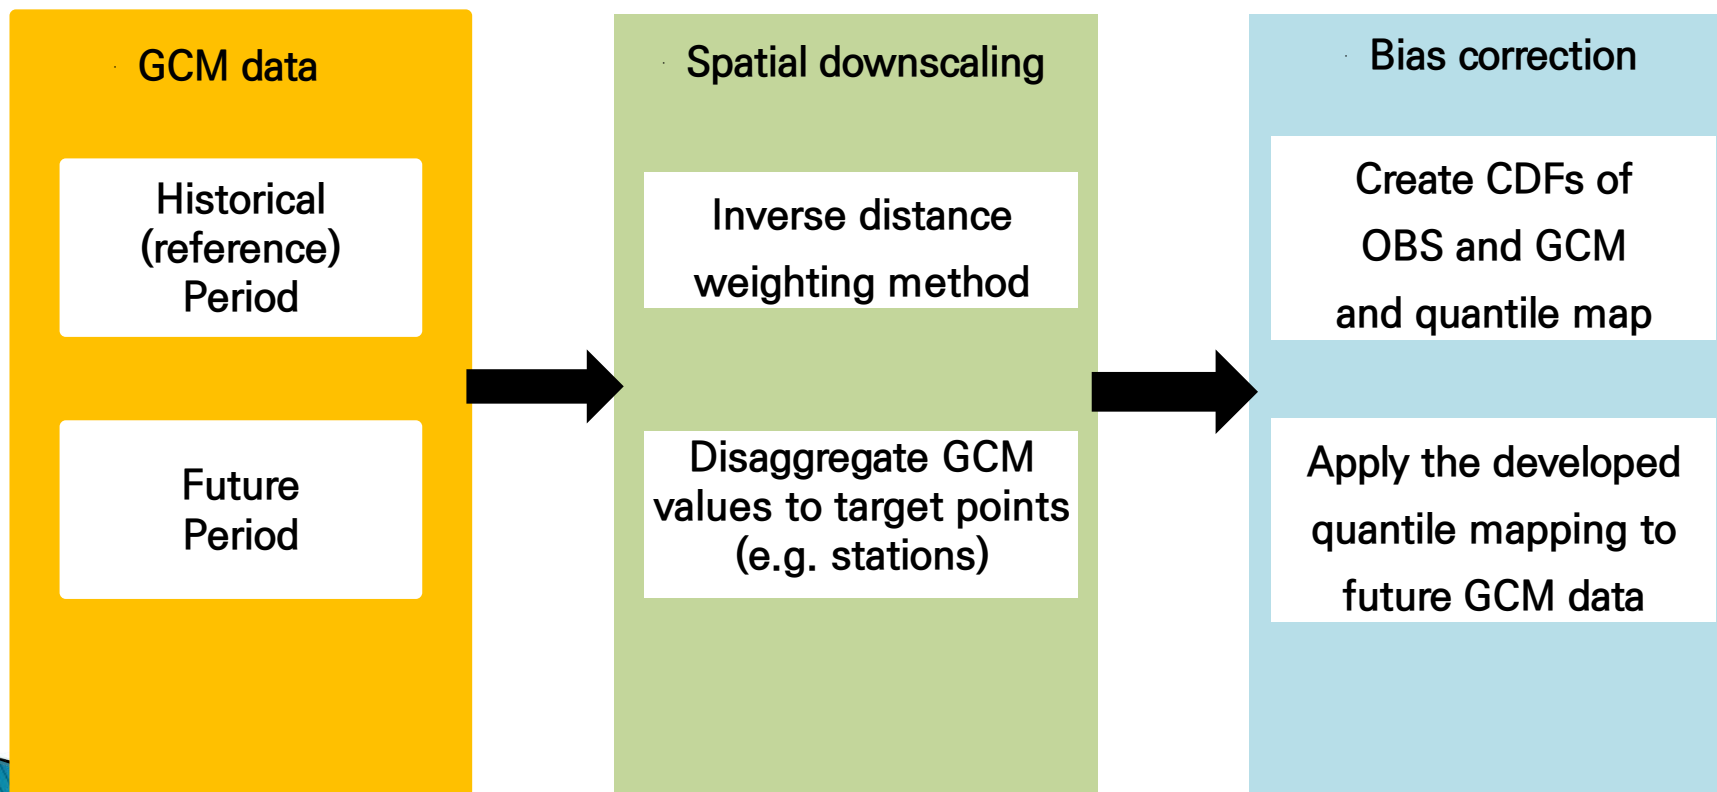 GCM data
Historical
(reference)
Period
Future
Period
Spatial downscaling
Inverse distance
weighting method
Disaggregate GCM
values to target points
(e.g. stations)
Bias correction
Create CDFs of
OBS and GCM
and quantile map
Apply the developed
quantile mapping to
future GCM data